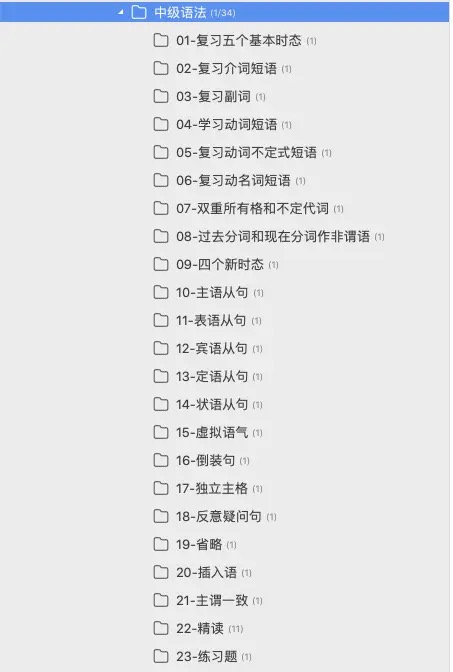 中级语法 (1/34)
01-复习五个基本时态 (1)
02-复习介词短语 (1)
03-复习副词 (1)
04-学习动词短语 (1)
05-复习动词不定式短语 (1)
06-复习动名词短语 (1)
07-双重所有格和不定代词 (1)
08-过去分词和现在分词作非谓语 (1)
09-四个新时态 (1)
10-主语从句 (1)
11-表语从句 (1)
12-宾语从句 (1)
13-定语从句 (1)
14-状语从句 (1)
15-虚拟语气 (1)
16-倒装句 (1)
17-独立主格 (1)
18-反意疑问句 (1)
19-省略 (1)
20-插入语 (1)
21-主谓一致 (1)
22-精读 (11)
23-练习题 (1)